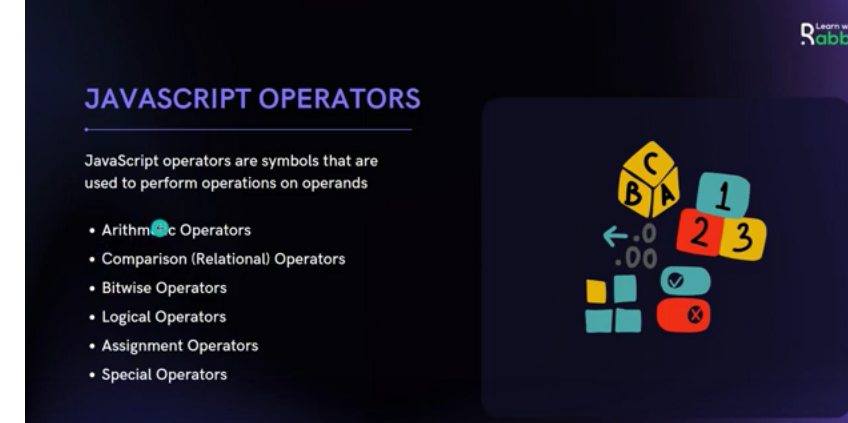 Learn w
Rabb
JAVASCRIPT OPERATORS
JavaScript operators are symbols that are
used to perform operations on operands
• Arithm c Operators
• Comparison (Relational) Operators
• Bitwise Operators
• Logical Operators
• Assignment Operators
• Special Operators
C
B A
1
2 3
.0
.00